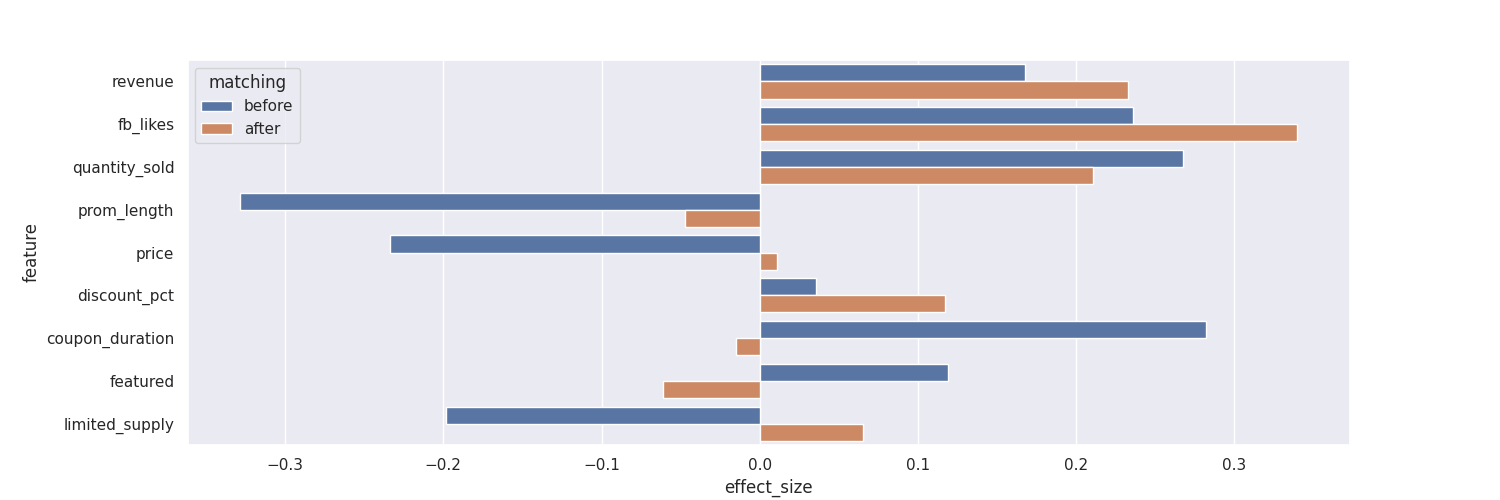 matching
before
after
feature
revenue
fb_likes
quantity_sold
prom_length
price
discount_pct
coupon_duration
featured
limited_supply
−0.3 −0.2 −0.1 0.0 0.1 0.2 0.3
effect_size